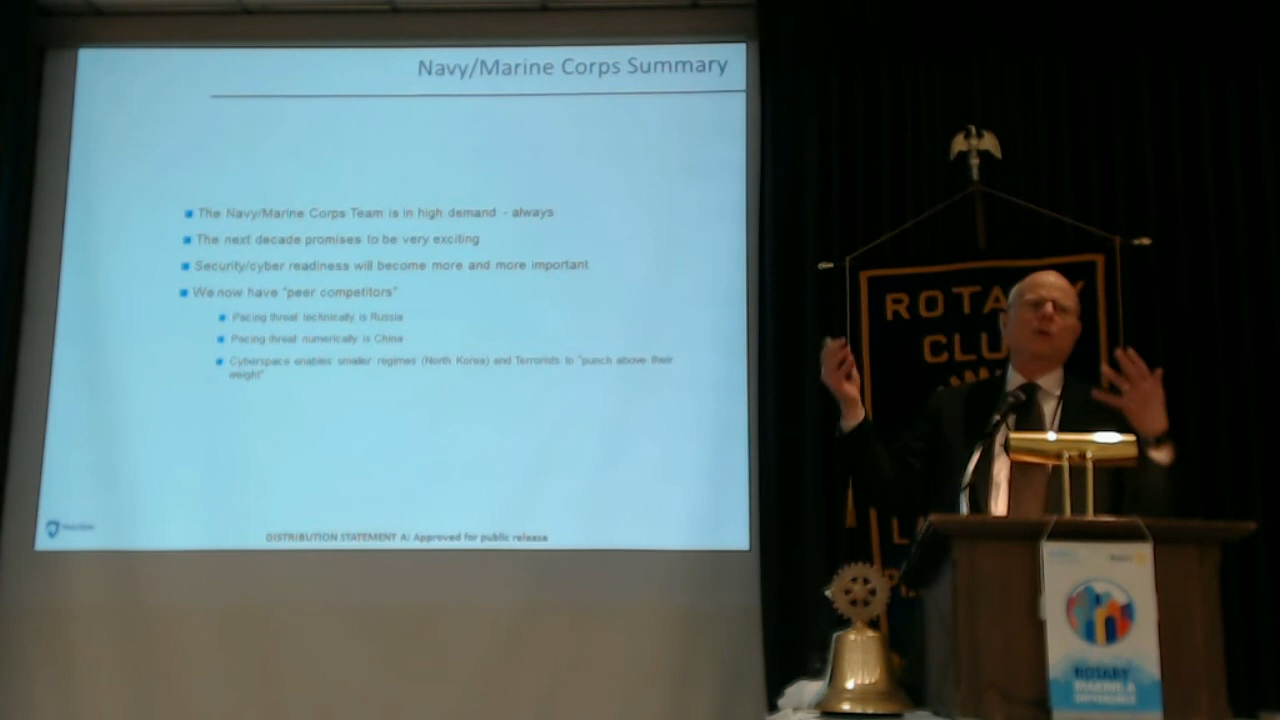 Navy/Marine Corps Summary
The Navy/Marine Corps Team is in high demand - always
The next decade promises to be very exciting
Security/cyber readiness will become more and more important
We now have "peer competitors"
Pacing threat technically is Russia
Pacing threat numerically is China
Cyberspace enables smaller regimes (North Korea) and Terrorists to "punch above their
weight"
DISTRIBUTION STATEMENT A: Approved for public release
ROTA
CLU
L
ROTARY
MAKING A
DIFFERENCE